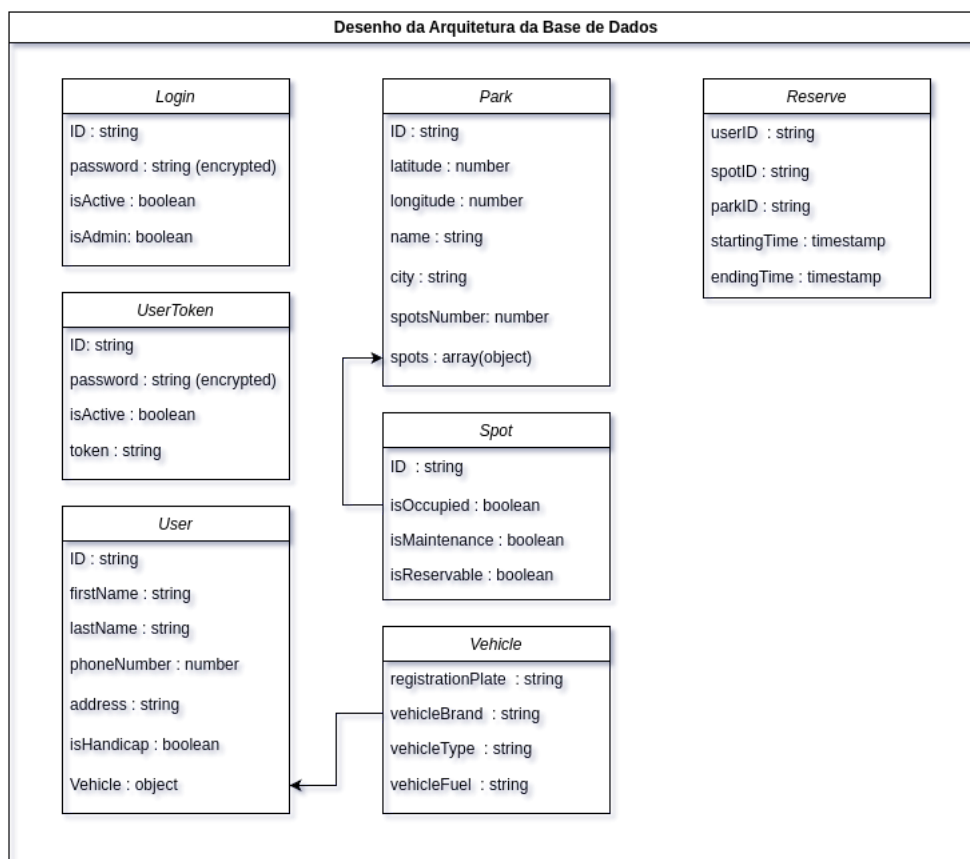 Desenho da Arquitetura da Base de Dados
Login
ID : string
password : string (encrypted)
isActive : boolean
isAdmin: boolean
UserToken
ID: string
password : string (encrypted)
isActive : boolean
token : string
User
ID : string
firstName : string
lastName : string
phoneNumber : number
address : string
isHandicap : boolean
Vehicle : object
Park
ID : string
latitude : number
longitude : number
name : string
city : string
spotsNumber: number
spots : array(object)
Spot
ID : string
isOccupied : boolean
isMaintenance : boolean
isReservable : boolean
Vehicle
registrationPlate : string
vehicleBrand : string
vehicleType : string
vehicleFuel : string
Reserve
userID : string
spotID : string
parkID : string
startingTime : timestamp
endingTime : timestamp